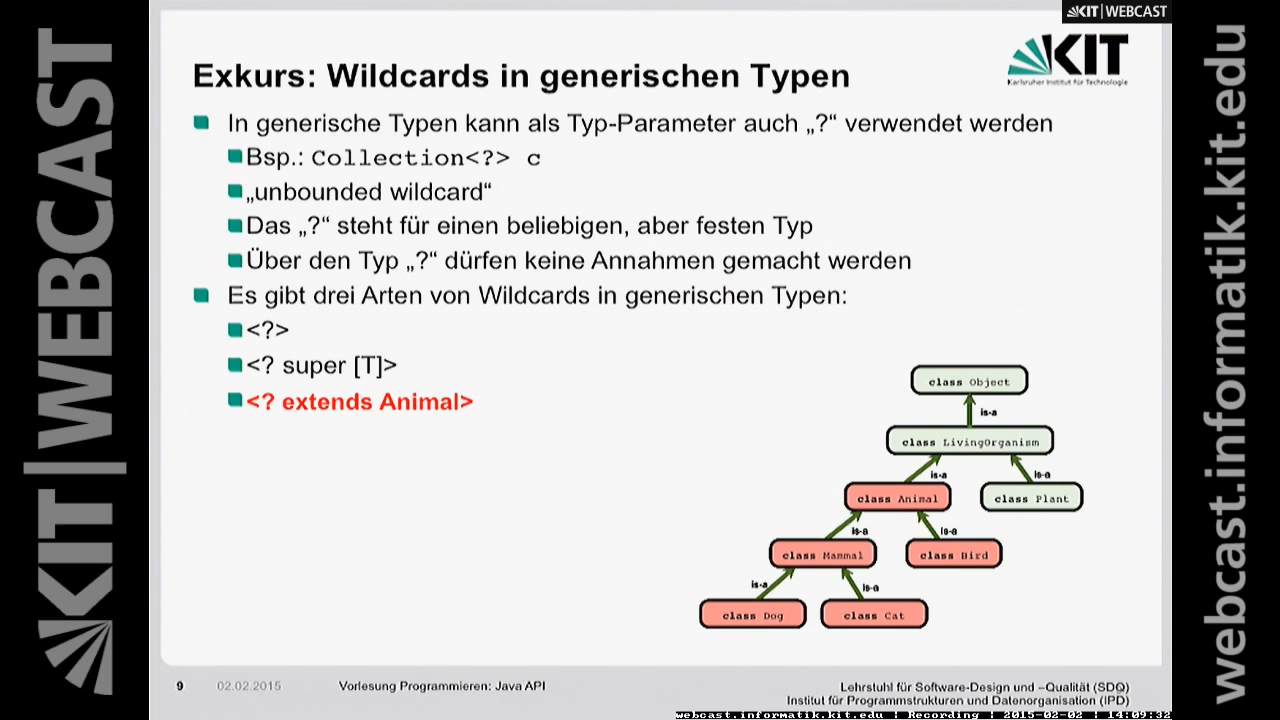 KIT | WEBCAST
KIT | WEBCAST
webcast.informatik.kit.edu
KIT
Karlsruher Institut für Technologie
Exkurs: Wildcards in generischen Typen
In generische Typen kann als Typ-Parameter auch „?“ verwendet werden
Bsp.: Collection<?> c
„unbounded wildcard“
Das „?“ steht für einen beliebigen, aber festen Typ
Über den Typ „?“ dürfen keine Annahmen gemacht werden
Es gibt drei Arten von Wildcards in generischen Typen:
<?>
<? super [T]>
<? extends Animal>
class Object
is-a
class LivingOrganism
is-a is-a
class Animal class Plant
is-a is-a
class Mammal class Bird
is-a is-a
class Dog class Cat
9 02.02.2015 Vorlesung Programmieren: Java API
Lehrstuhl für Software-Design und –Qualität (SDQ)
Institut für Programmstrukturen und Datenorganisation (IPD)
webcast.informatik.kit.edu | Recording | 2015-02-02 | 14:09:32